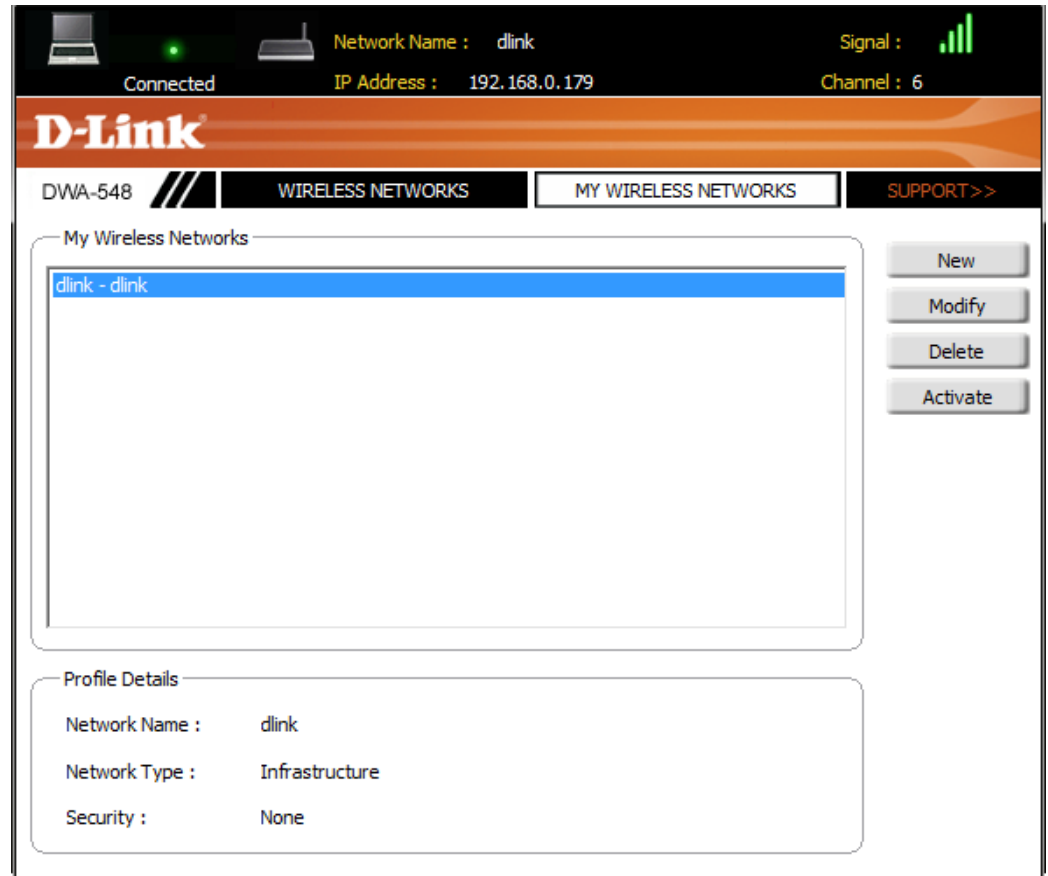 Network Name : dlink Signal :
Connected IP Address : 192.168.0.179 Channel : 6
D-Link
DWA-548 WIRELESS NETWORKS MY WIRELESS NETWORKS SUPPORT>>
My Wireless Networks
dlink - dlink
New
Modify
Delete
Activate
Profile Details
Network Name : dlink
Network Type : Infrastructure
Security : None